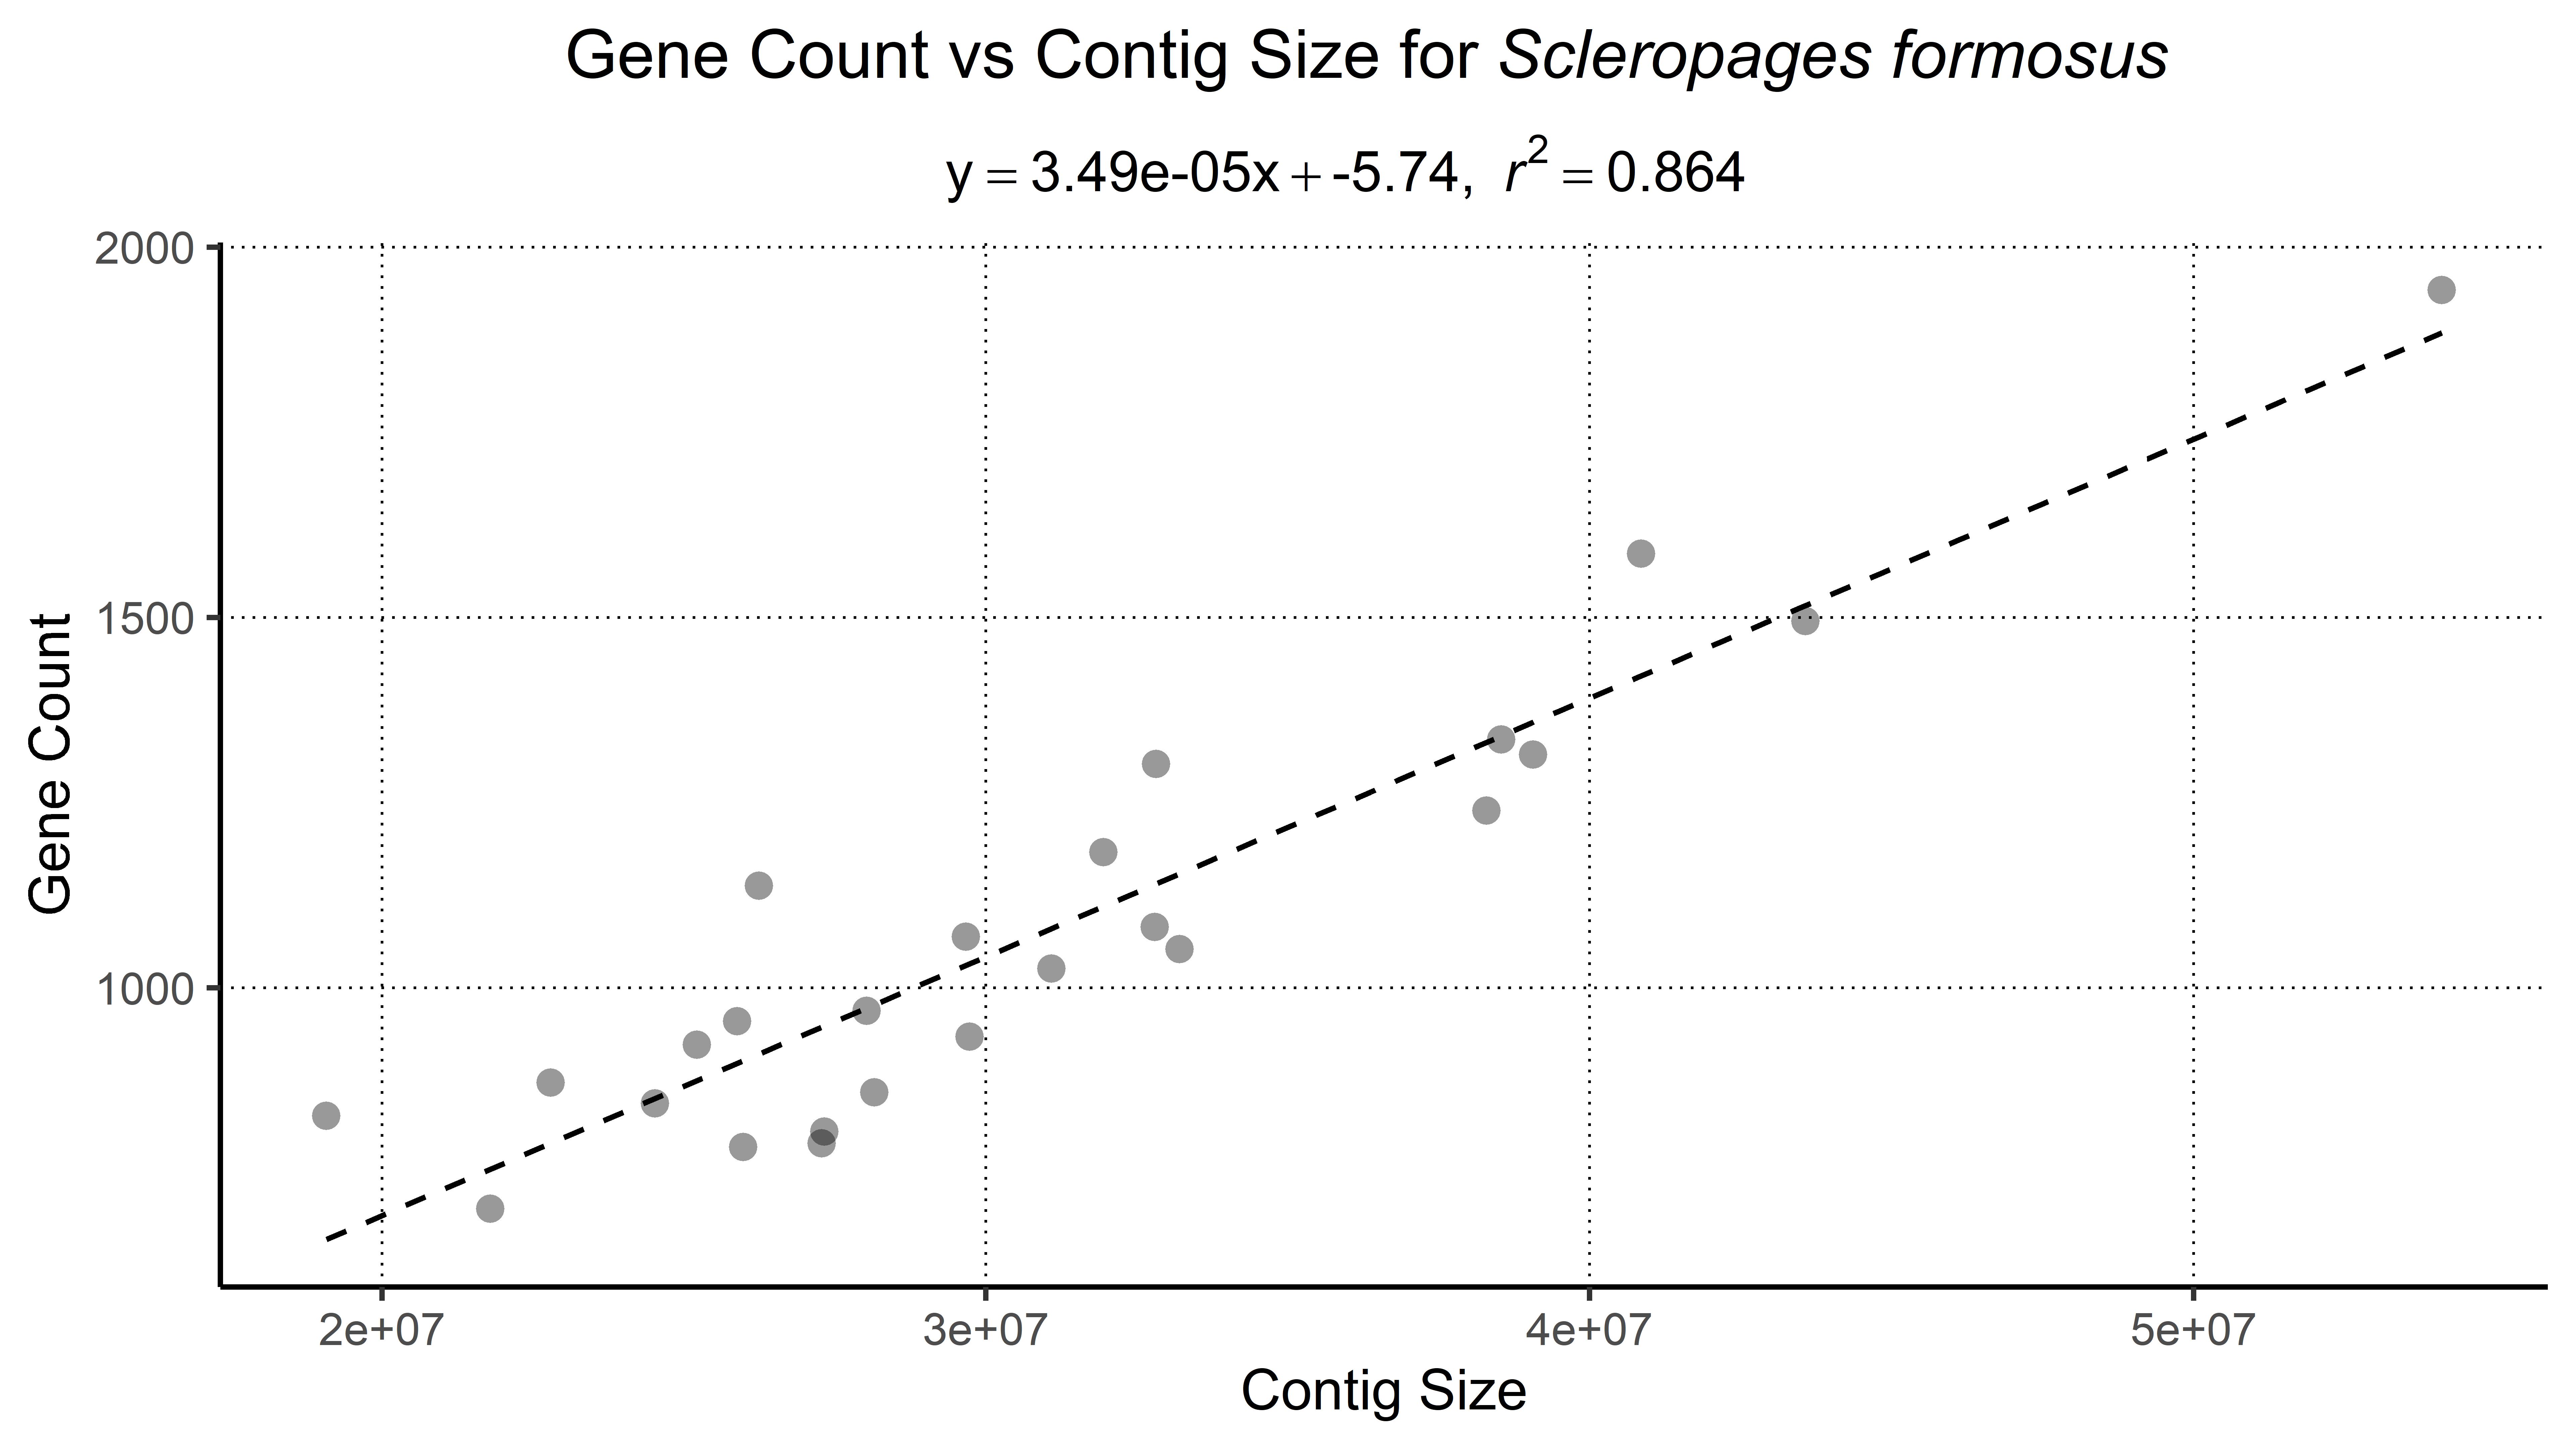 Gene Count vs Contig Size for Scleropages formosus
y = 3.49e-05x + -5.74, r² = 0.864
2000
1500
1000
Gene Count
2e+07 3e+07 4e+07 5e+07
Contig Size